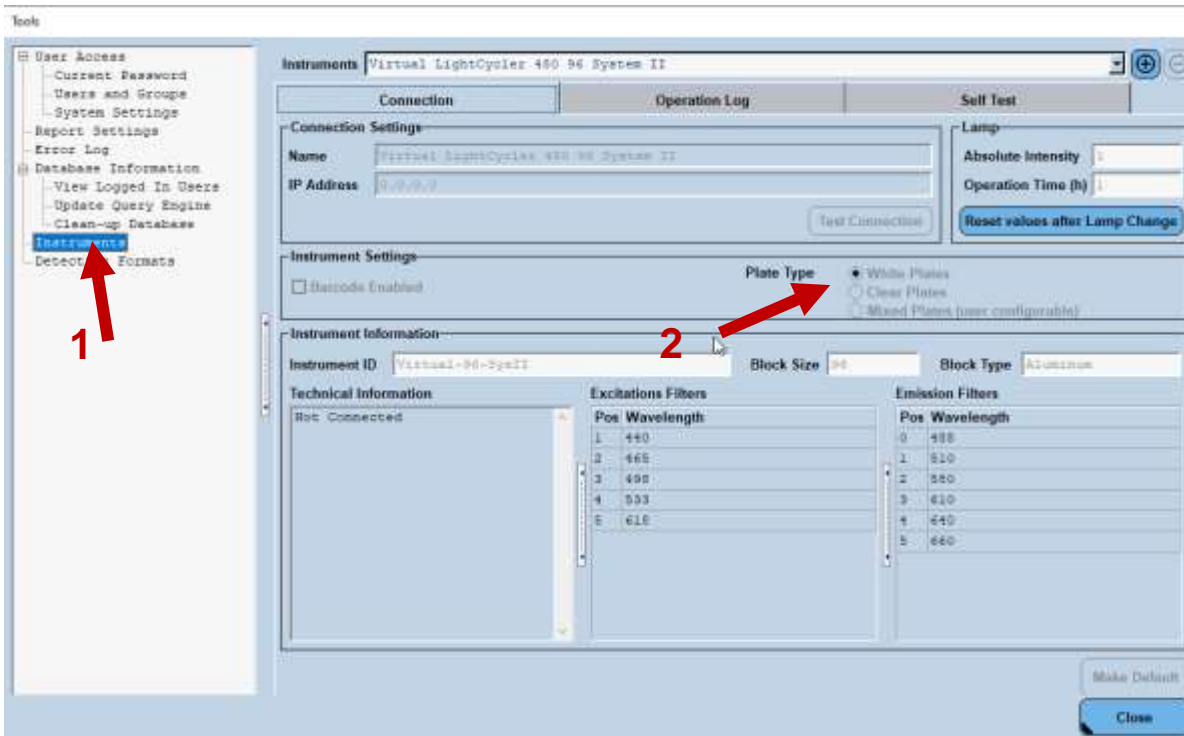 Tools
User Access
Current Password
Users and Groups
System Settings
Report Settings
Error Log
Database Information
View Logged In Users
Update Query Engine
Clean-up Database
Instruments
Detection Formats
1
Instruments Virtual LightCycler 480 96 System II
Connection Operation Log Self Test
Connection Settings
Name Virtual LightCycler 480 96 System II
IP Address 0.0.0.0
Test Connection
Lamp
Absolute Intensity 1
Operation Time (h) 1
Reset values after Lamp Change
Instrument Settings
Barcode Enabled
Plate Type
White Plates
Clear Plates
Mixed Plates (user configurable)
2
Instrument Information
Instrument ID Virtual-96-SysII Block Size 96 Block Type Aluminum
Technical Information
Not Connected
Excitations Filters
Pos Wavelength
1 440
2 465
3 498
4 533
5 618
Emission Filters
Pos Wavelength
0 488
1 510
2 580
3 610
4 640
5 660
Make Default
Close